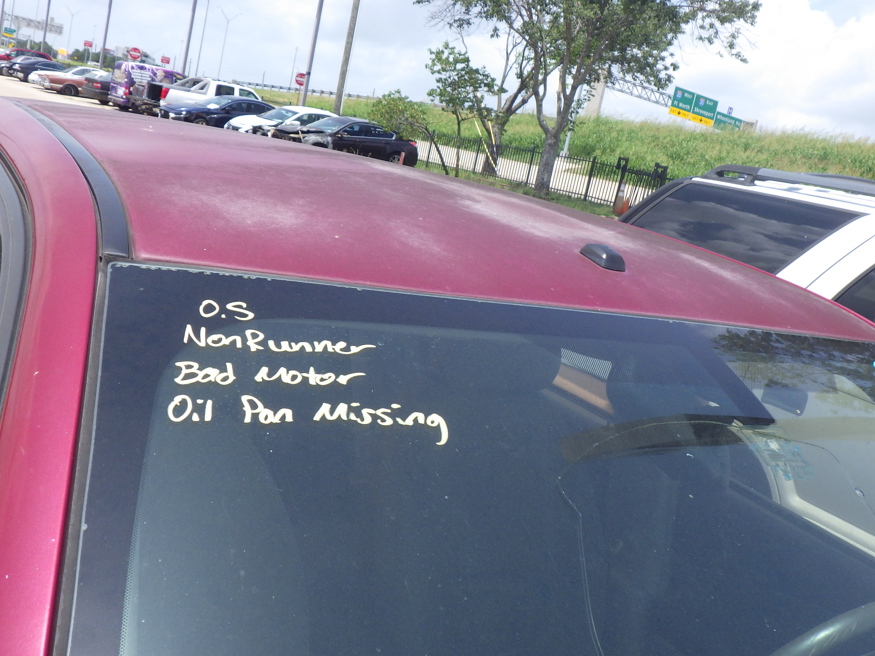 O.S
NonRunner
Bad Motor
Oil Pan Missing